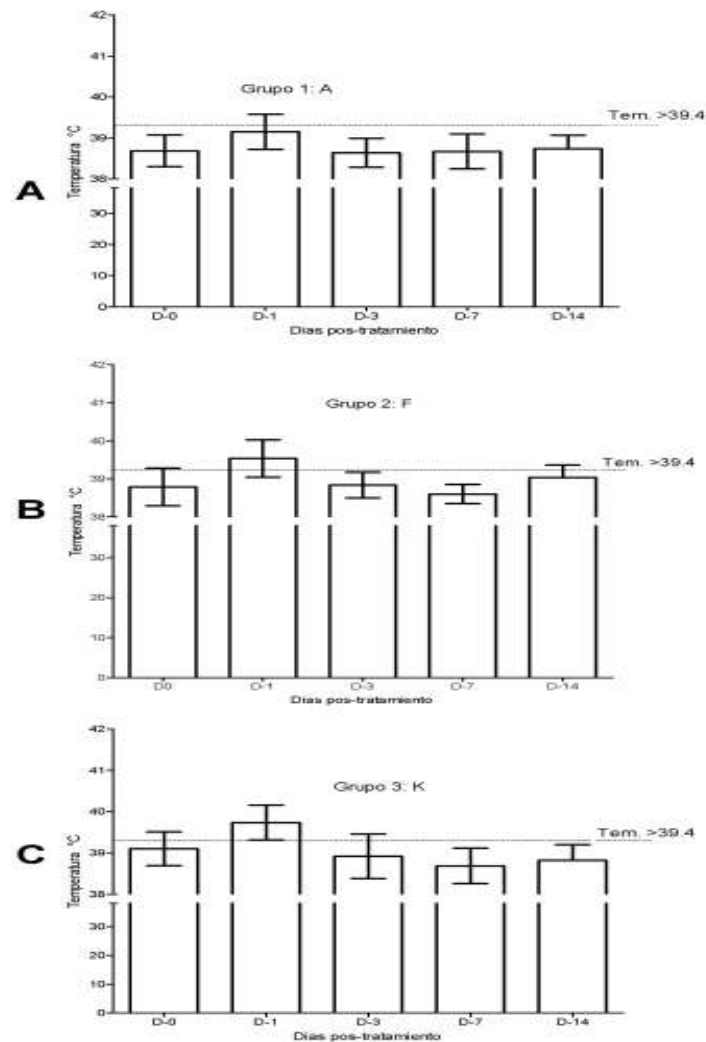 A
Grupo 1: A
Tem. >39.4
Temperatura °C
42
41
40
39
38
30
20
10
0
D-0 D-1 D-3 D-7 D-14
Dias pos-tratamiento
B
Grupo 2: F
Tem. >39.4
Temperatura °C
42
41
40
39
38
30
20
10
0
D0 D-1 D-3 D-7 D-14
Dias pos-tratamiento
C
Grupo 3: K
Tem. >39.4
Temperatura °C
42
41
40
39
38
30
20
10
0
D-0 D-1 D-3 D-7 D-14
Dias pos-tratamiento